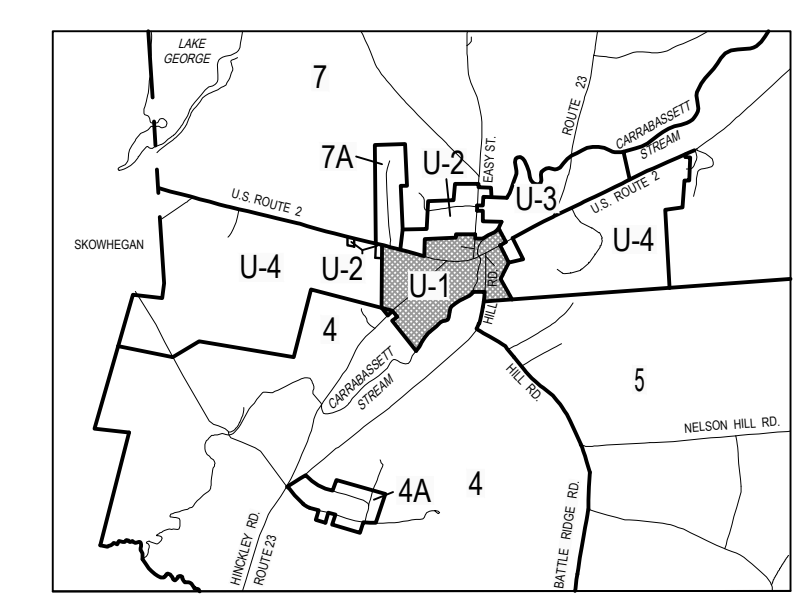 LAKE
GEORGE
7
ROUTE 23
CARRABASSETT
STREAM
7A
U-2
EASY ST.
U-3
U.S. ROUTE 2
U.S. ROUTE 2
SKOWHEGAN
U-4
U-2
U-1
U-4
HILL RD.
4
CARRABASSETT
STREAM
HILL RD.
5
NELSON HILL RD.
4A
4
HINCKLEY RD.
ROUTE 23
BATTLE RIDGE RD.